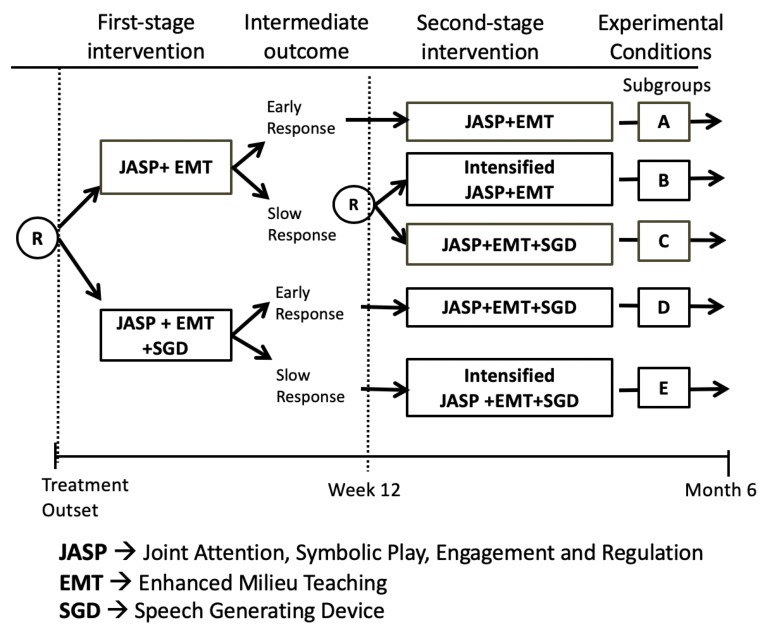 First-stage intervention
Intermediate outcome
Second-stage intervention
Experimental Conditions
Subgroups
R
JASP+ EMT
Early Response
Slow Response
R
JASP+EMT
A
Intensified
JASP+EMT
B
JASP+EMT+SGD
C
JASP + EMT
+SGD
Early Response
Slow Response
JASP+EMT+SGD
D
Intensified
JASP +EMT+SGD
E
Treatment
Outset
Week 12
Month 6
JASP → Joint Attention, Symbolic Play, Engagement and Regulation
EMT → Enhanced Milieu Teaching
SGD → Speech Generating Device